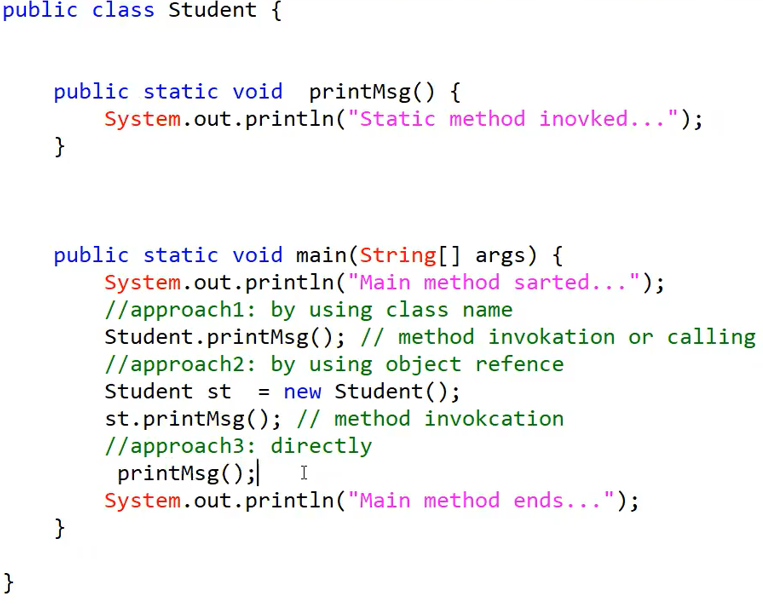 public class Student {
public static void  printMsg() {
System.out.println("Static method inovked...");
}
public static void main(String[] args) {
System.out.println("Main method sarted...");
//approach1: by using class name
Student.printMsg(); // method invokation or calling
//approach2: by using object refence
Student st  = new Student();
st.printMsg(); // method invokcation
//approach3: directly
printMsg();
System.out.println("Main method ends...");
}
}